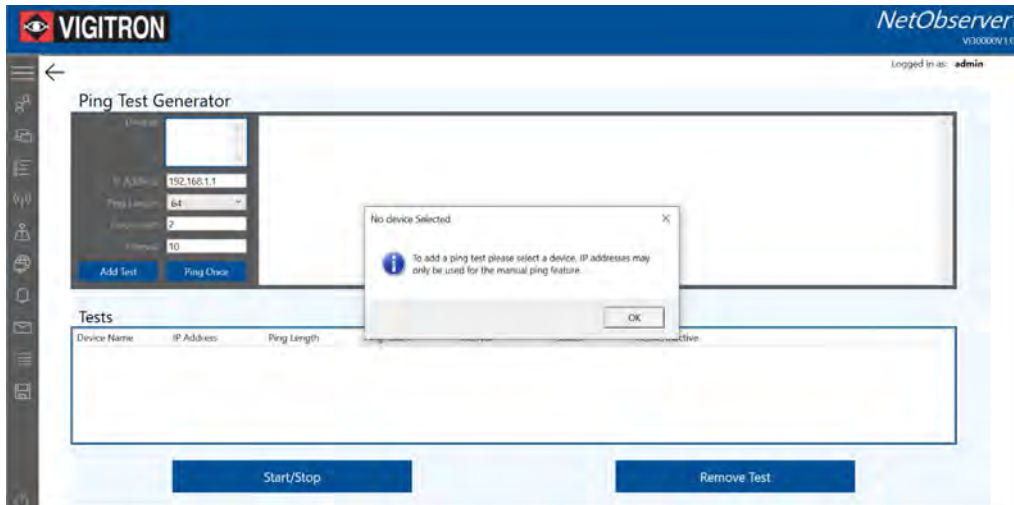 VIGITRON
NetObserver
VI30000V1.0
Logged in as: admin
Ping Test Generator
Devices
IP Address 192.168.1.1
Ping Length 64
2
Interval 10
Add Test Ping Once
No device Selected
To add a ping test please select a device. IP addresses may
only be used for the manual ping feature.
OK
Tests
Device Name IP Address Ping Length
Start/Stop Remove Test